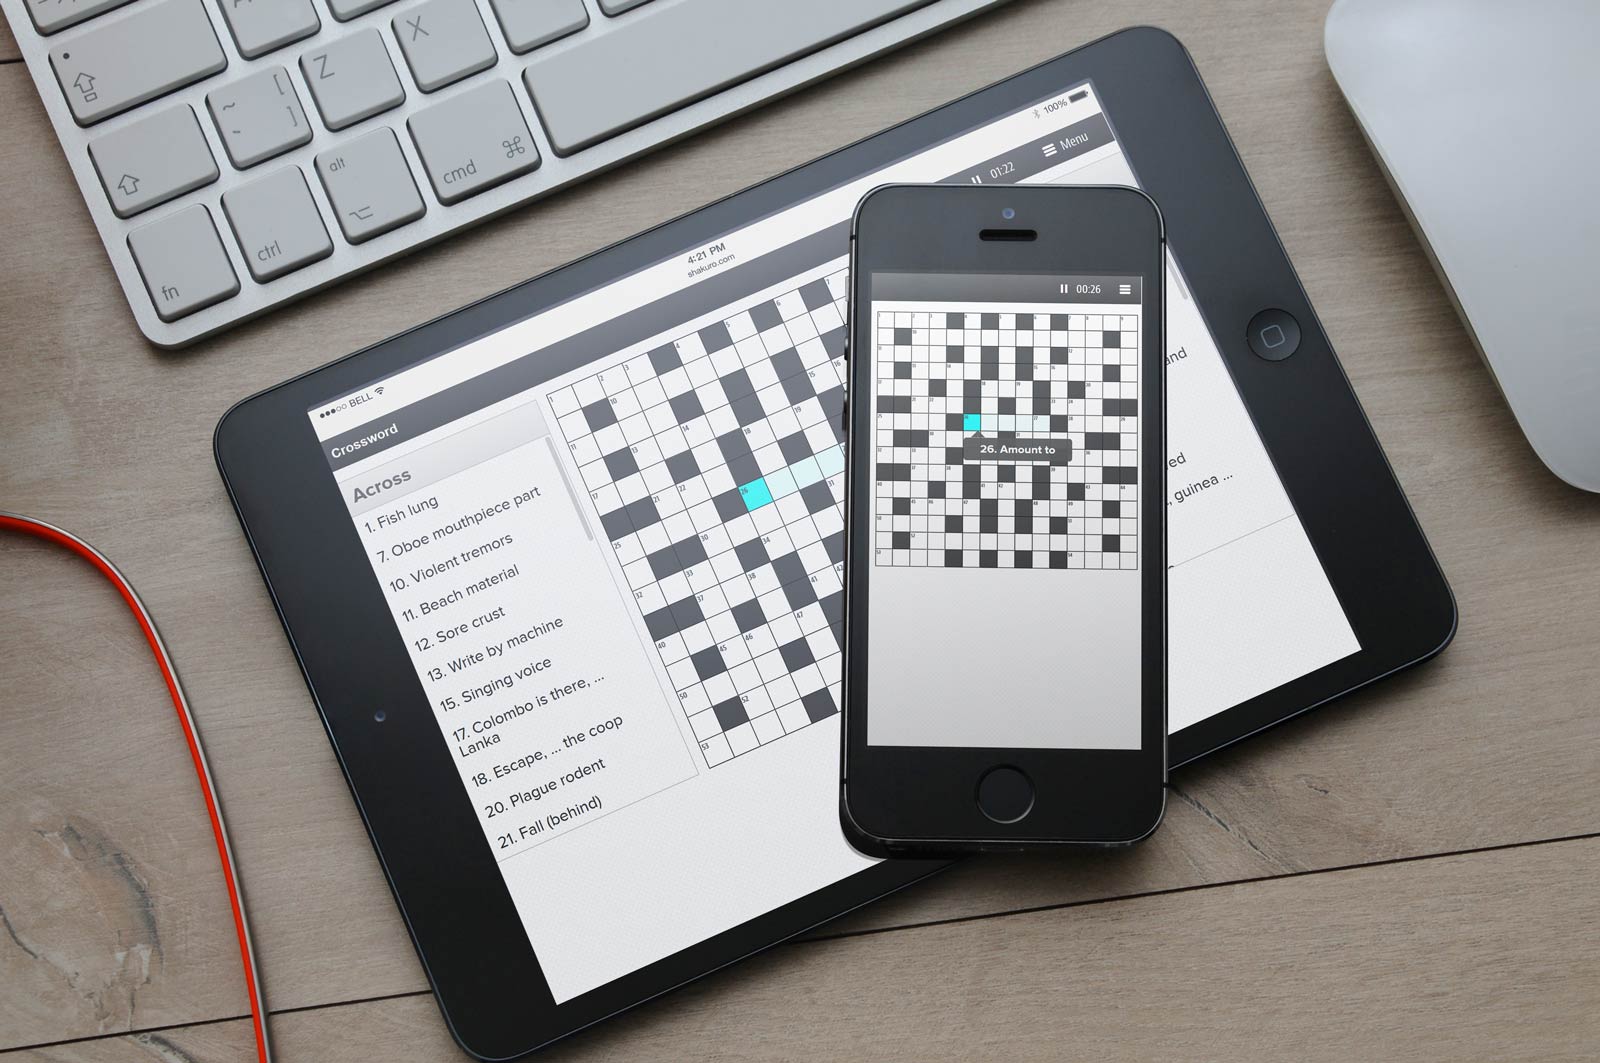 X
Z
~ [
]
alt
cmd
ctrl
fn
100%
01:22
Menu
4:21 PM
shakuro.com
BELL
Crossword
Across
1. Fish lung
7. Oboe mouthpiece part
10. Violent tremors
11. Beach material
12. Sore crust
13. Write by machine
15. Singing voice
17. Colombo is there, ...
Lanka
18. Escape, ... the coop
20. Plague rodent
21. Fall (behind)
00:26
26. Amount to
, guinea ...